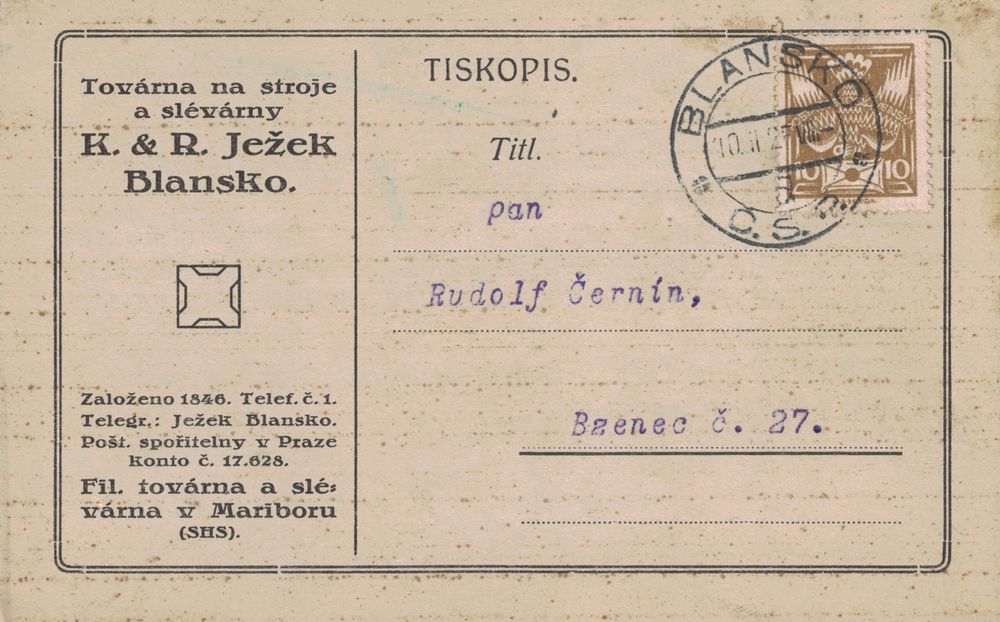 Továrna na stroje
a slévárny
K. & R. Ježek
Blansko.
Založeno 1846. Telef. č. 1.
Telegr.: Ježek Blansko.
Pošt. spořitelny v Praze
konto č. 17.628.
Fil. továrna a slé-
várna v Mariboru
(SHS).
TISKOPIS.
Titl.
pan
Rudolf Černín,
Bzenec č. 27.
BLANSKO
Č. S. R.
10 10